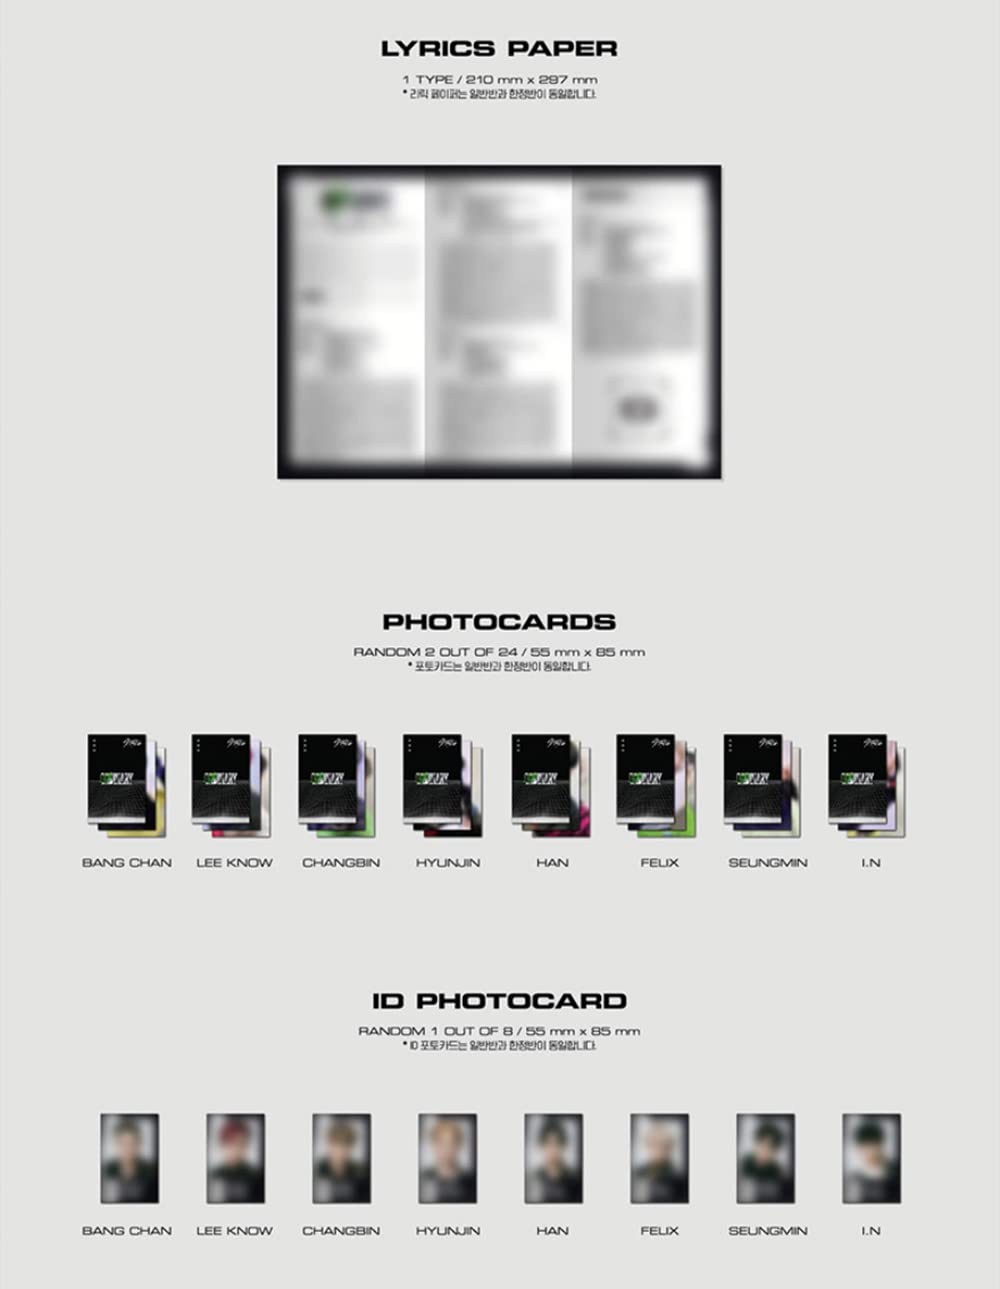 LYRICS PAPER
1 TYPE / 210 mm x 297 mm
* 리릭 페이퍼는 일반반과 한정반이 동일합니다.
PHOTOCARDS
RANDOM 2 OUT OF 24 / 55 mm x 85 mm
* 포토카드는 일반반과 한정반이 동일합니다.
BANG CHAN LEE KNOW CHANGBIN HYUNJIN HAN FELIX SEUNGMIN I.N
ID PHOTOCARD
RANDOM 1 OUT OF 8 / 55 mm x 85 mm
* ID 포토카드는 일반반과 한정반이 동일합니다.
BANG CHAN LEE KNOW CHANGBIN HYUNJIN HAN FELIX SEUNGMIN I.N